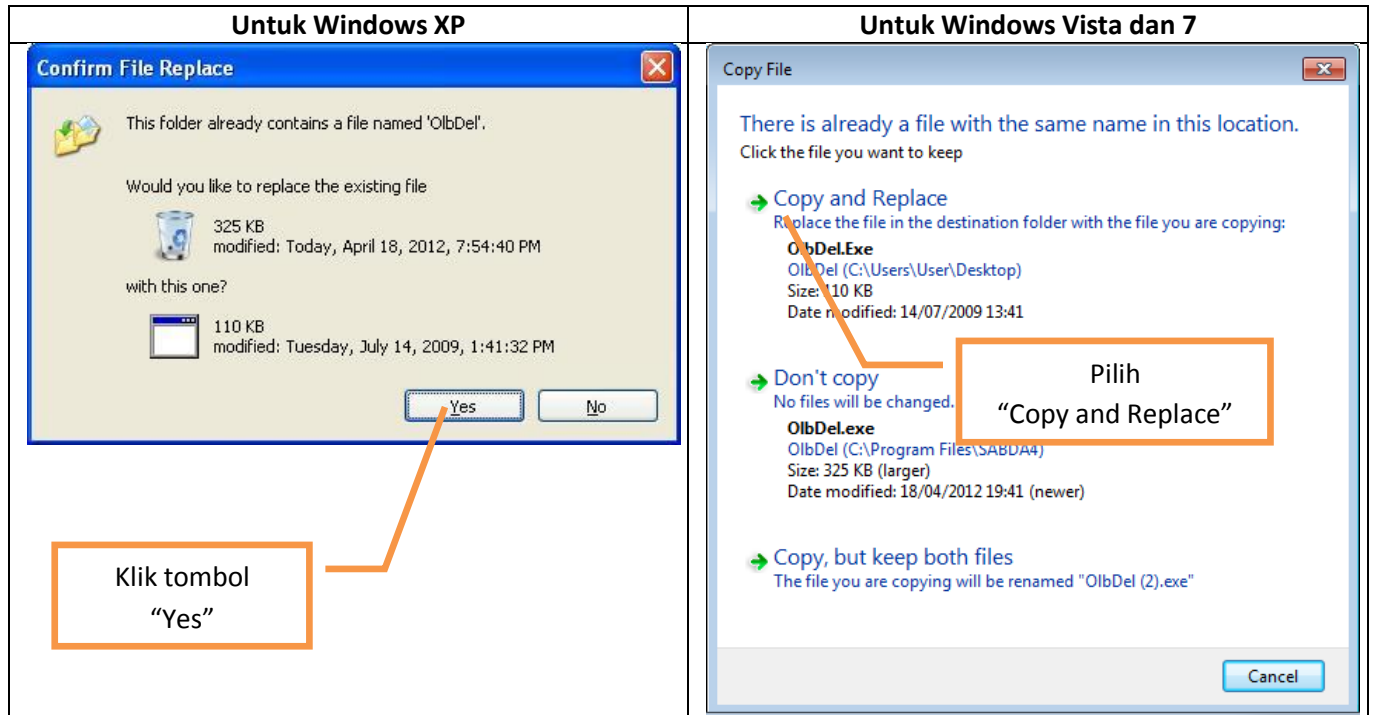 Untuk Windows XP
Confirm File Replace
This folder already contains a file named 'OlbDel'.
Would you like to replace the existing file
325 KB
modified: Today, April 18, 2012, 7:54:40 PM
with this one?
110 KB
modified: Tuesday, July 14, 2009, 1:41:32 PM
Yes
No
Klik tombol
“Yes”
Untuk Windows Vista dan 7
Copy File
There is already a file with the same name in this location.
Click the file you want to keep
Copy and Replace
Replace the file in the destination folder with the file you are copying:
OlbDel.Exe
OlbDel (C:\Users\User\Desktop)
Size: 110 KB
Date modified: 14/07/2009 13:41
Don't copy
No files will be changed.
OlbDel.exe
OlbDel (C:\Program Files\SABDA4)
Size: 325 KB (larger)
Date modified: 18/04/2012 19:41 (newer)
Pilih
“Copy and Replace”
Copy, but keep both files
The file you are copying will be renamed "OlbDel (2).exe"
Cancel